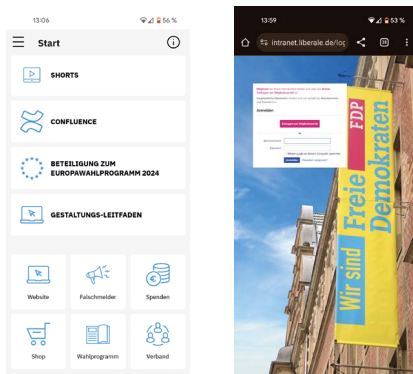 13:06
56 %
Start
SHORTS
CONFLUENCE
BETEILIGUNG ZUM
EUROPAWAHLPROGRAMM 2024
GESTALTUNGS-LEITFADEN
Website
Falschmelder
Spenden
Shop
Wahlprogramm
Verband
13:59
53 %
intranet.liberale.de/log
Anmelden
Wir sind Freie Demokraten
FDP